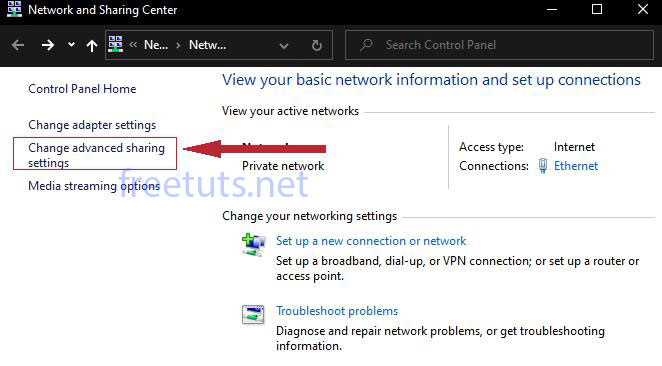 Network and Sharing Center
Ne...
Netw...
Search Control Panel
Control Panel Home
Change adapter settings
Change advanced sharing
settings
Media streaming options
View your basic network information and set up connections
View your active networks
Private network
Access type: Internet
Connections: Ethernet
freetuts.net
Change your networking settings
Set up a new connection or network
Set up a broadband, dial-up, or VPN connection; or set up a router or
access point.
Troubleshoot problems
Diagnose and repair network problems, or get troubleshooting
information.